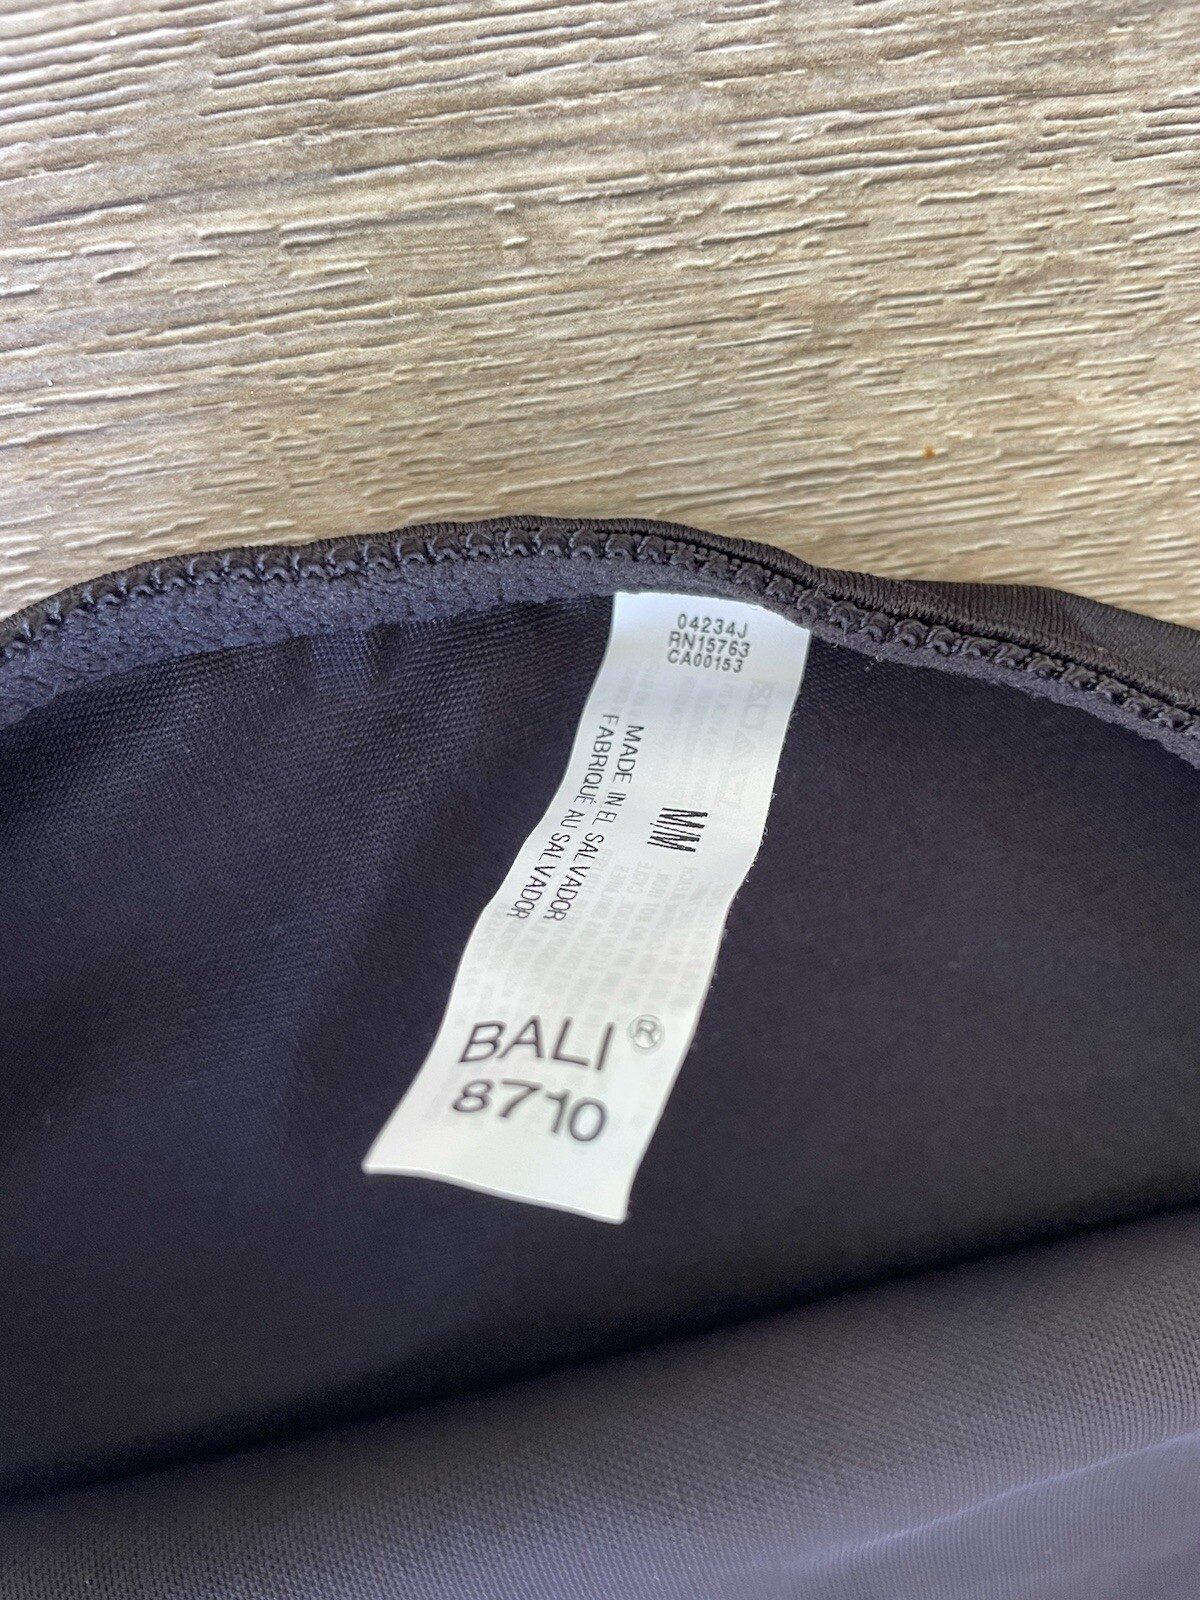 04234J
RN15763
CA00153
M/M
MADE IN EL SALVADOR
FABRIQUÉ AU SALVADOR
BALI®
8710